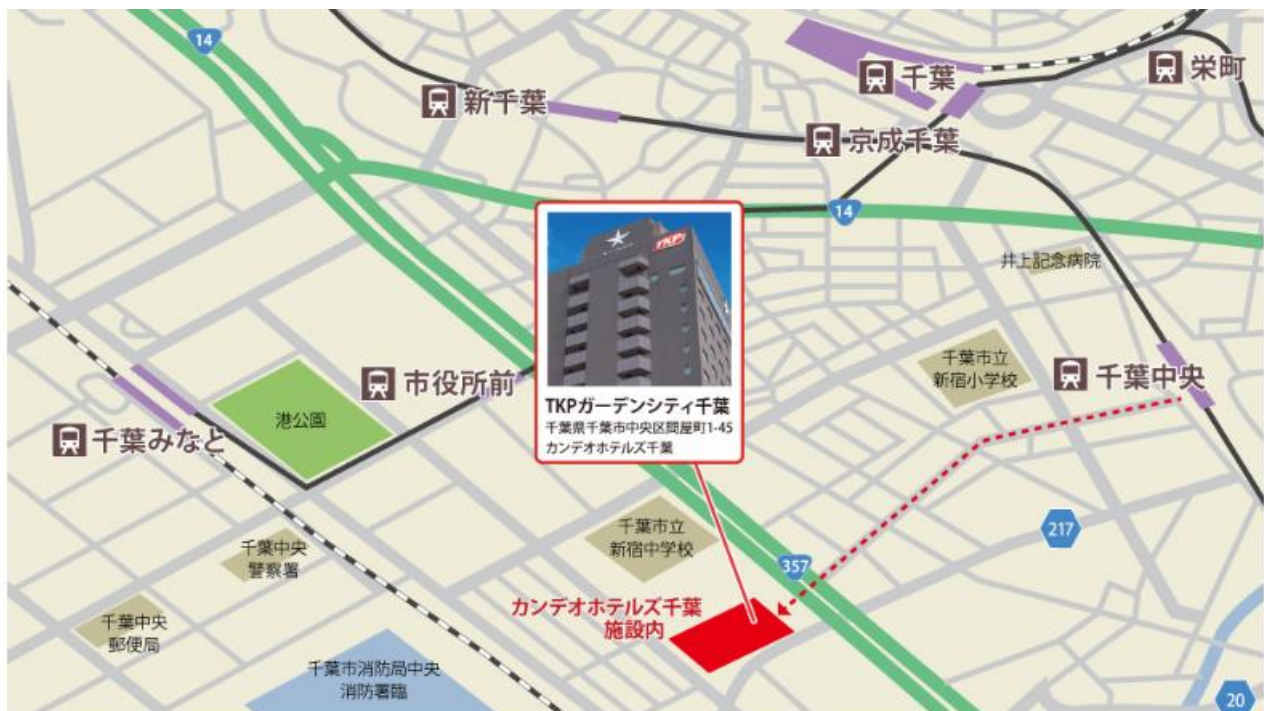 14
新千葉
千葉
栄町
京成千葉
14
井上記念病院
TKP
TKPガーデンシティ千葉
千葉県千葉市中央区問屋町1-45
カンデオホテルズ千葉
市役所前
港公園
千葉みなと
千葉市立
新宿小学校
千葉中央
千葉市立
新宿中学校
217
千葉中央
警察署
357
カンデオホテルズ千葉
施設内
千葉中央
郵便局
千葉市消防局中央
消防署臨
20